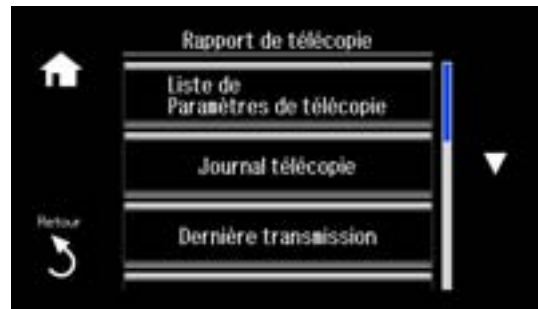 Rapport de télécopie
Liste de
Paramètres de télécopie
Journal télécopie
Retour
Dernière transmission